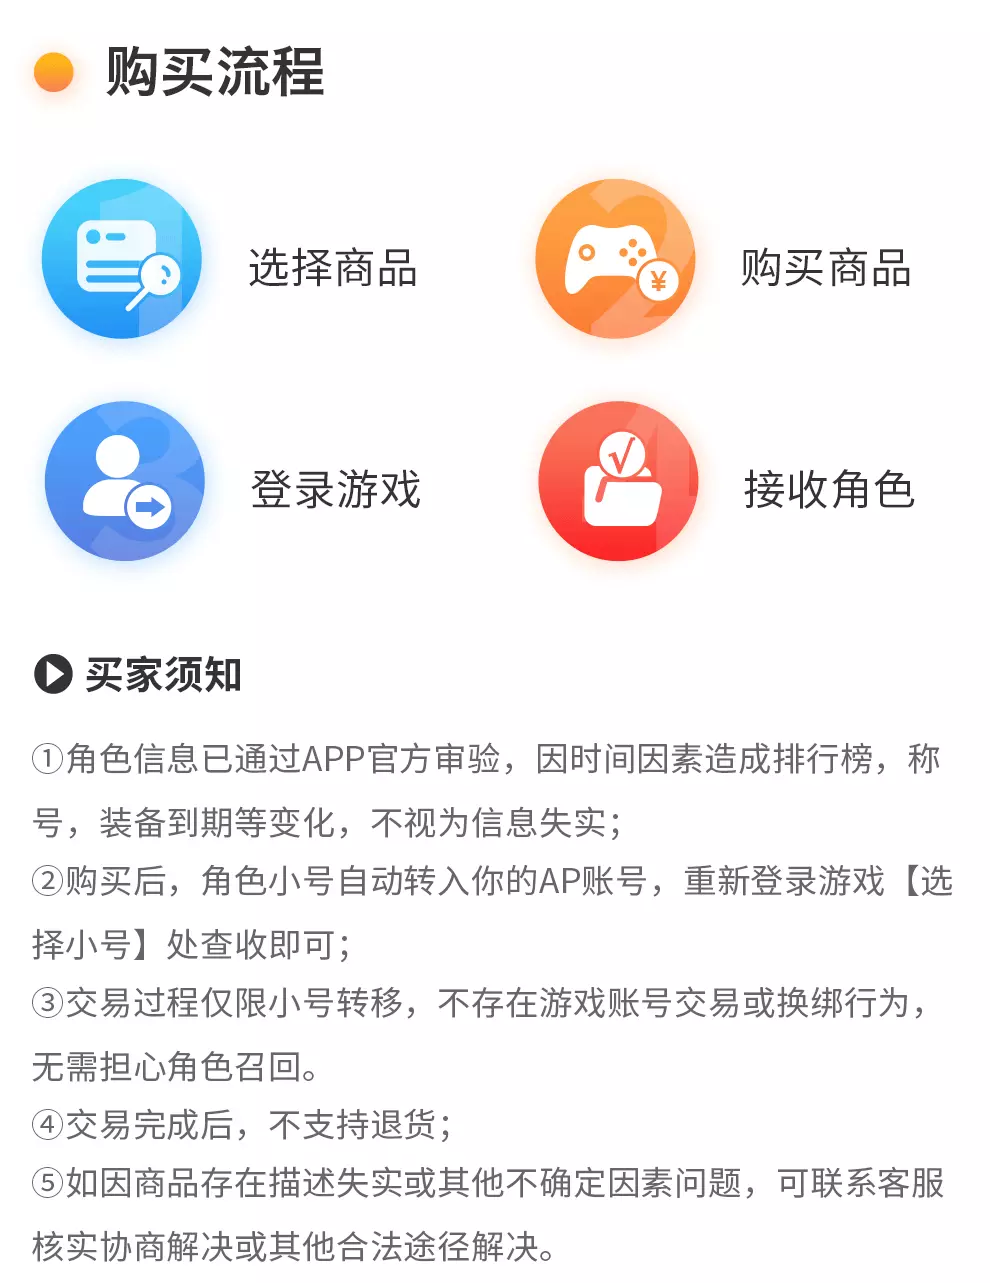 购买流程
选择商品
购买商品
登录游戏
接收角色
买家须知
①角色信息已通过APP官方审验，因时间因素造成排行榜，称
号，装备到期等变化，不视为信息失实；
②购买后，角色小号自动转入你的AP账号，重新登录游戏【选
择小号】处查收即可；
③交易过程仅限小号转移，不存在游戏账号交易或换绑行为，
无需担心角色召回。
④交易完成后，不支持退货；
⑤如因商品存在描述失实或其他不确定因素问题，可联系客服
核实协商解决或其他合法途径解决。